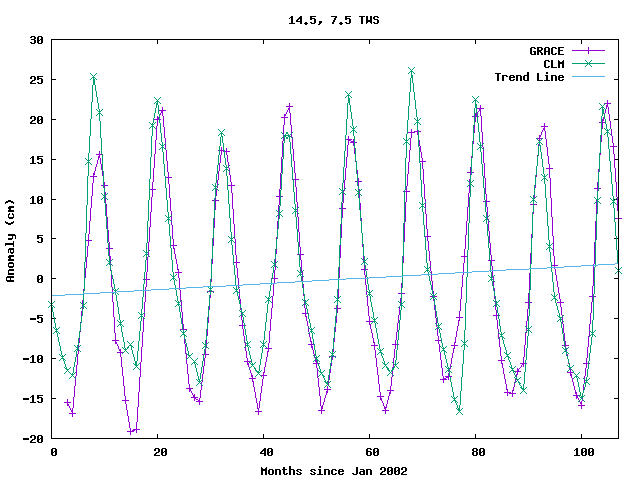 14.5, 7.5 TWS
GRACE
CLM
Trend Line
30
25
20
15
10
5
0
-5
-10
-15
-20
Anomaly (cm)
0 20 40 60 80 100
Months since Jan 2002